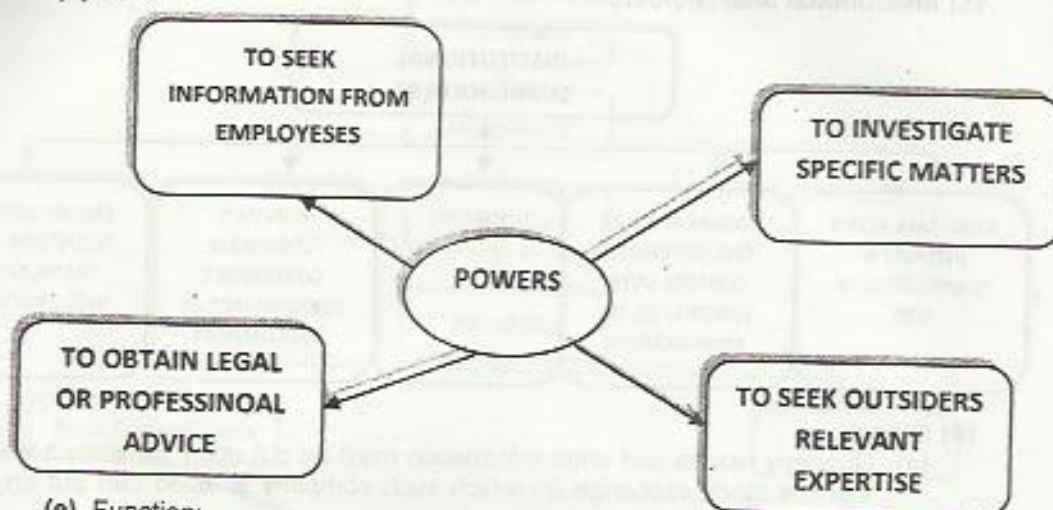 TO SEEK
INFORMATION FROM
EMPLOYESES
TO INVESTIGATE
SPECIFIC MATTERS
POWERS
TO OBTAIN LEGAL
OR PROFESSINOAL
ADVICE
TO SEEK OUTSIDERS
RELEVANT
EXPERTISE
(e) Function: